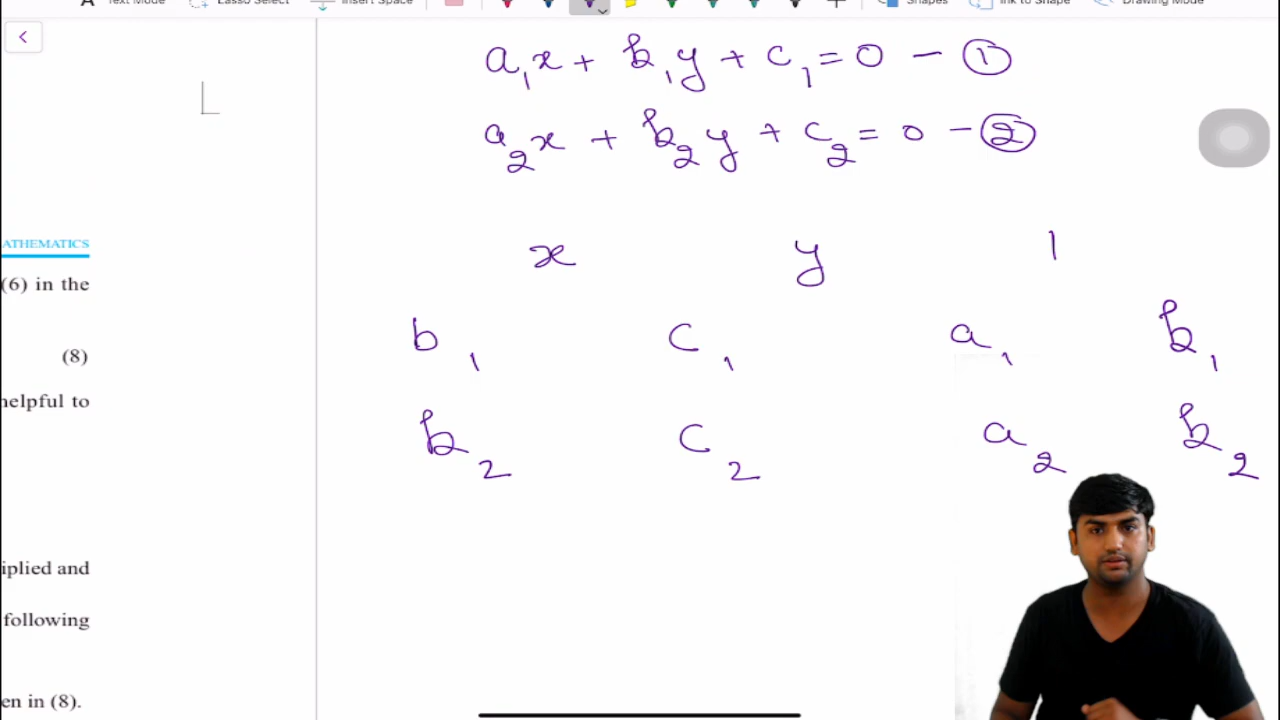 Text Mode Lasso Select Insert Space Shapes Ink to Shape Drawing Mode
a₁x + b₁y + c₁ = 0 — ①
a₂x + b₂y + c₂ = 0 — ②
ATHEMATICS
(6) in the
(8)
helpful to
iplied and
following
en in (8).
x y 1
b₁ c₁ a₁ b₁
b₂ c₂ a₂ b₂